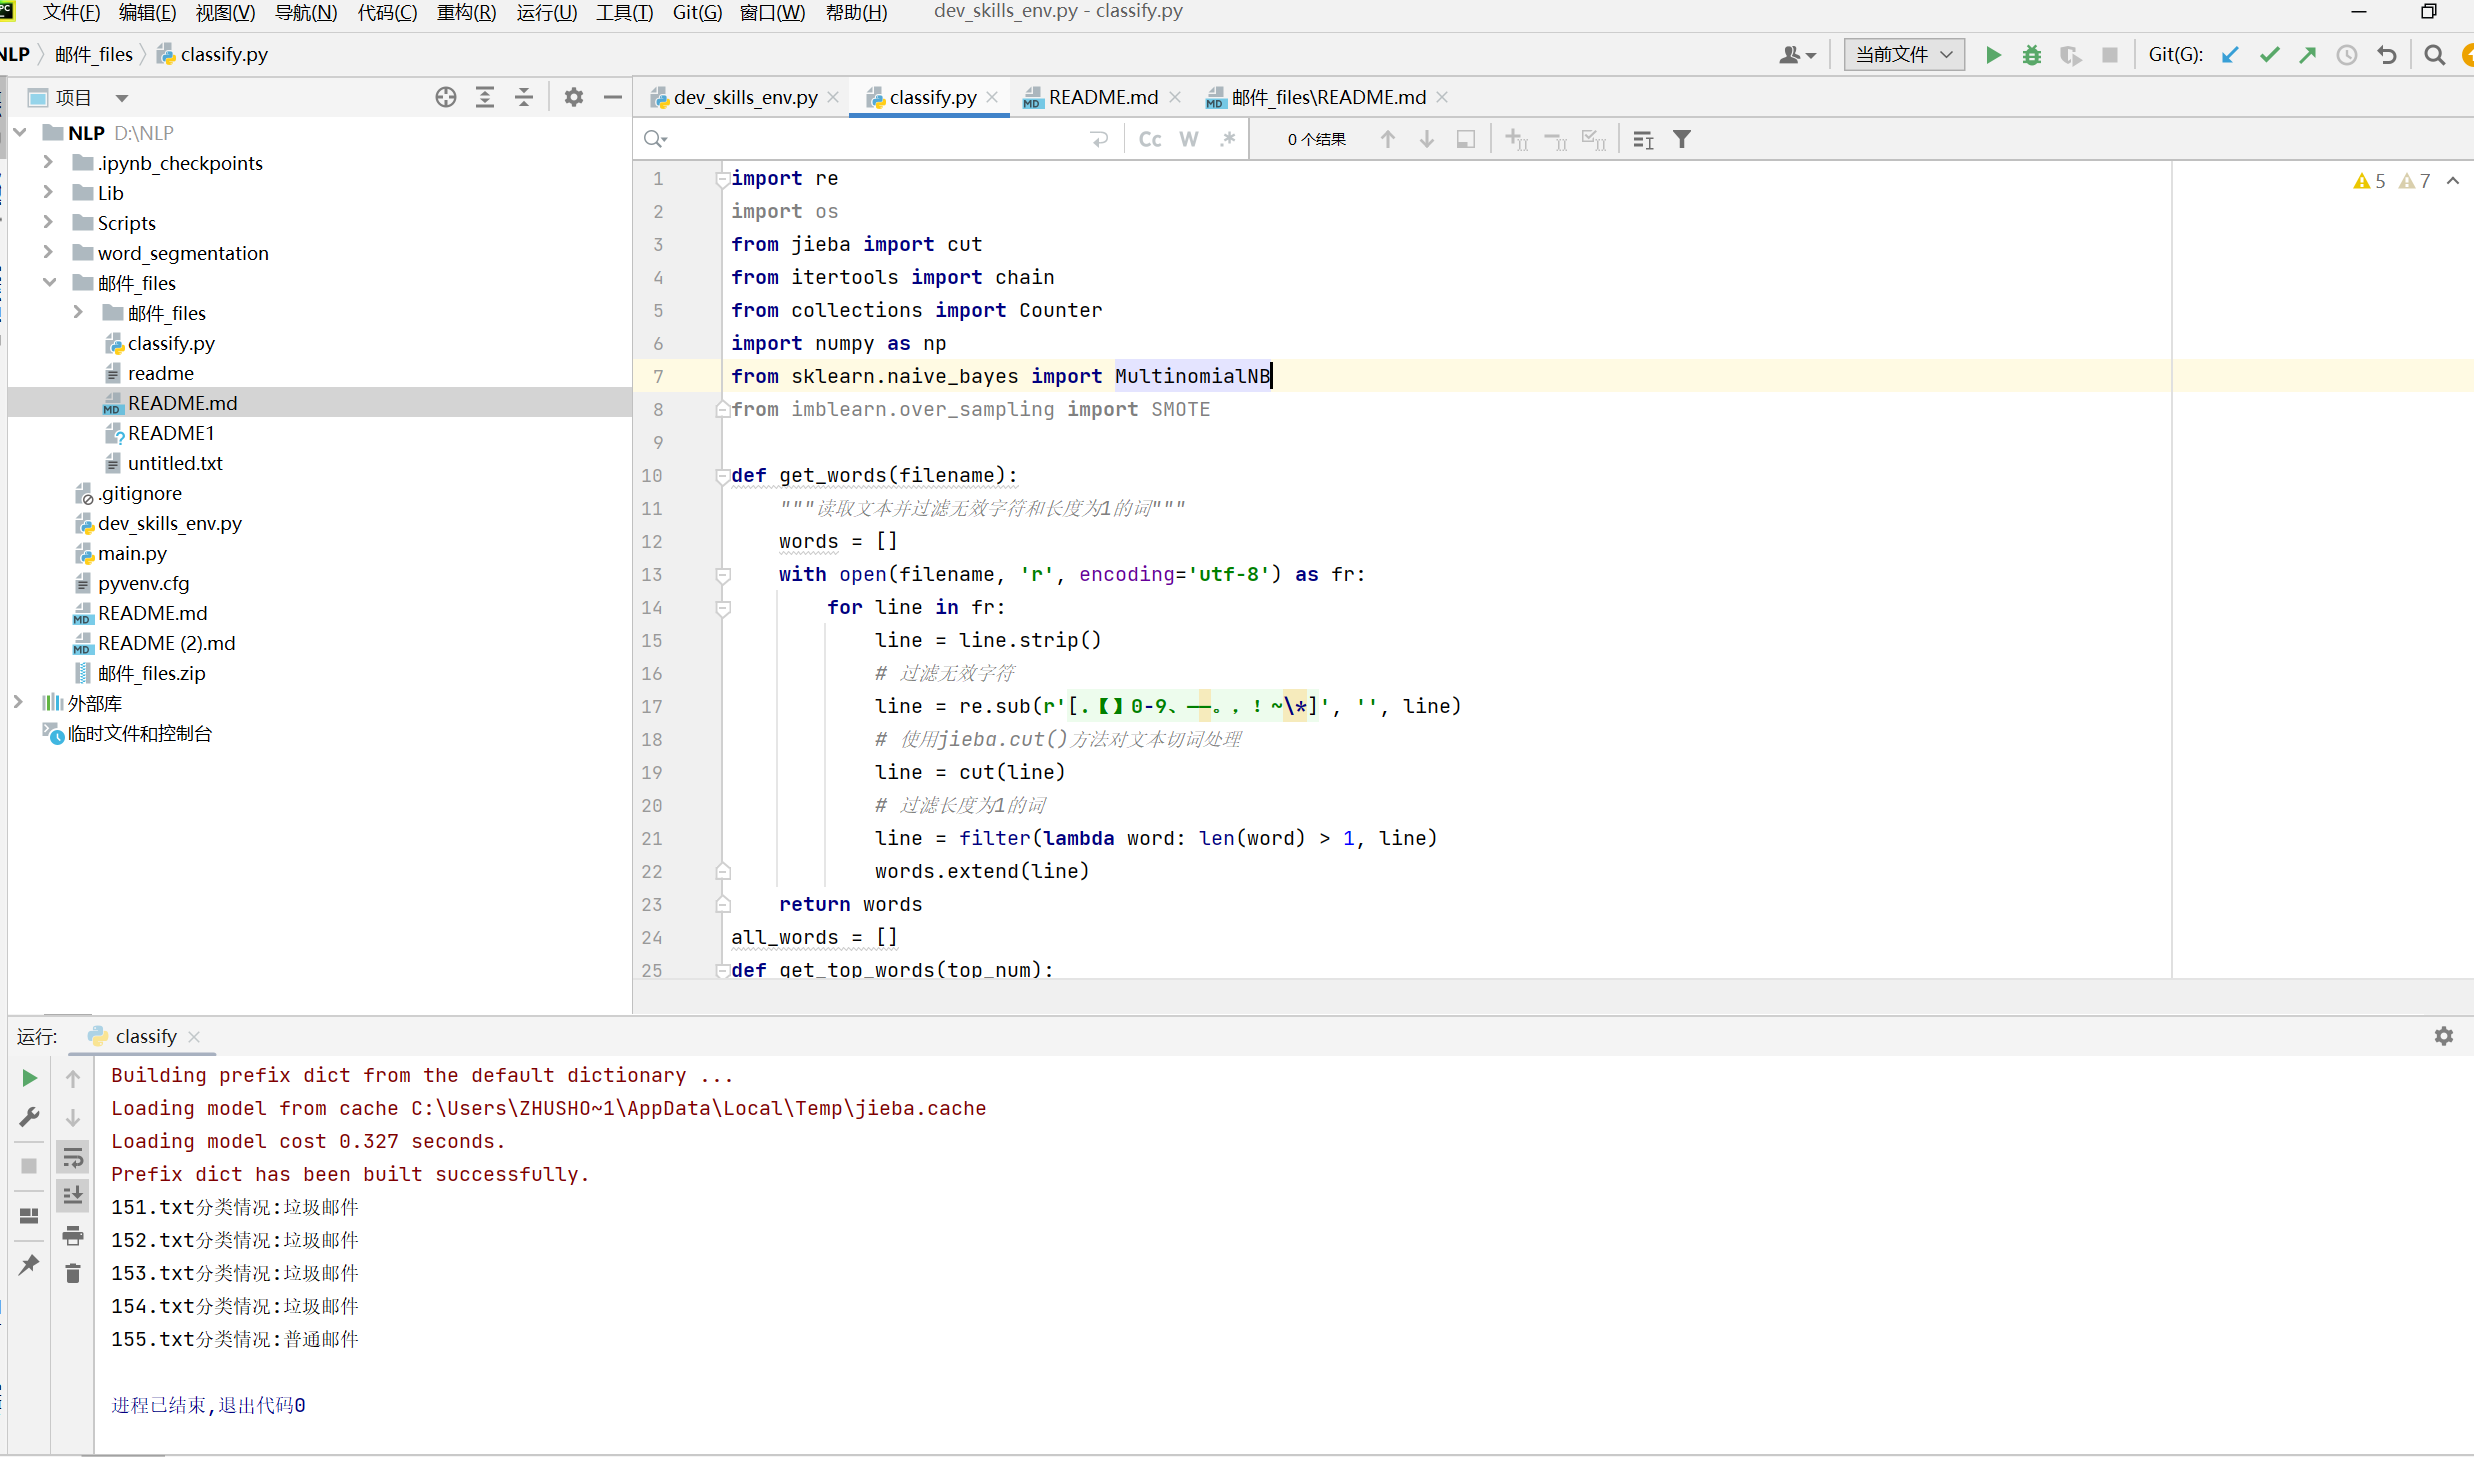 PC 文件(F) 编辑(E) 视图(V) 导航(N) 代码(C) 重构(R) 运行(U) 工具(T) Git(G) 窗口(W) 帮助(H) dev_skills_env.py - classify.py
NLP 邮件_files classify.py
当前文件 Git(G):
项目
dev_skills_env.py classify.py README.md 邮件_files\README.md
Cc W .* 0 个结果
NLP D:\NLP
.ipynb_checkpoints
Lib
Scripts
word_segmentation
邮件_files
邮件_files
classify.py
readme
README.md
README1
untitled.txt
.gitignore
dev_skills_env.py
main.py
pyvenv.cfg
README.md
README (2).md
邮件_files.zip
外部库
临时文件和控制台
5 7
1 import re
2 import os
3 from jieba import cut
4 from itertools import chain
5 from collections import Counter
6 import numpy as np
7 from sklearn.naive_bayes import MultinomialNB
8 from imblearn.over_sampling import SMOTE
9
10 def get_words(filename):
11 """读取文本并过滤无效字符和长度为1的词"""
12 words = []
13 with open(filename, 'r', encoding='utf-8') as fr:
14 for line in fr:
15 line = line.strip()
16 # 过滤无效字符
17 line = re.sub(r'[.【】0-9、——。，！~\*]', '', line)
18 # 使用jieba.cut()方法对文本切词处理
19 line = cut(line)
20 # 过滤长度为1的词
21 line = filter(lambda word: len(word) > 1, line)
22 words.extend(line)
23 return words
24 all_words = []
25 def get_top_words(top_num):
运行: classify
Building prefix dict from the default dictionary ...
Loading model from cache C:\Users\ZHUSHO~1\AppData\Local\Temp\jieba.cache
Loading model cost 0.327 seconds.
Prefix dict has been built successfully.
151.txt分类情况:垃圾邮件
152.txt分类情况:垃圾邮件
153.txt分类情况:垃圾邮件
154.txt分类情况:垃圾邮件
155.txt分类情况:普通邮件
进程已结束,退出代码0